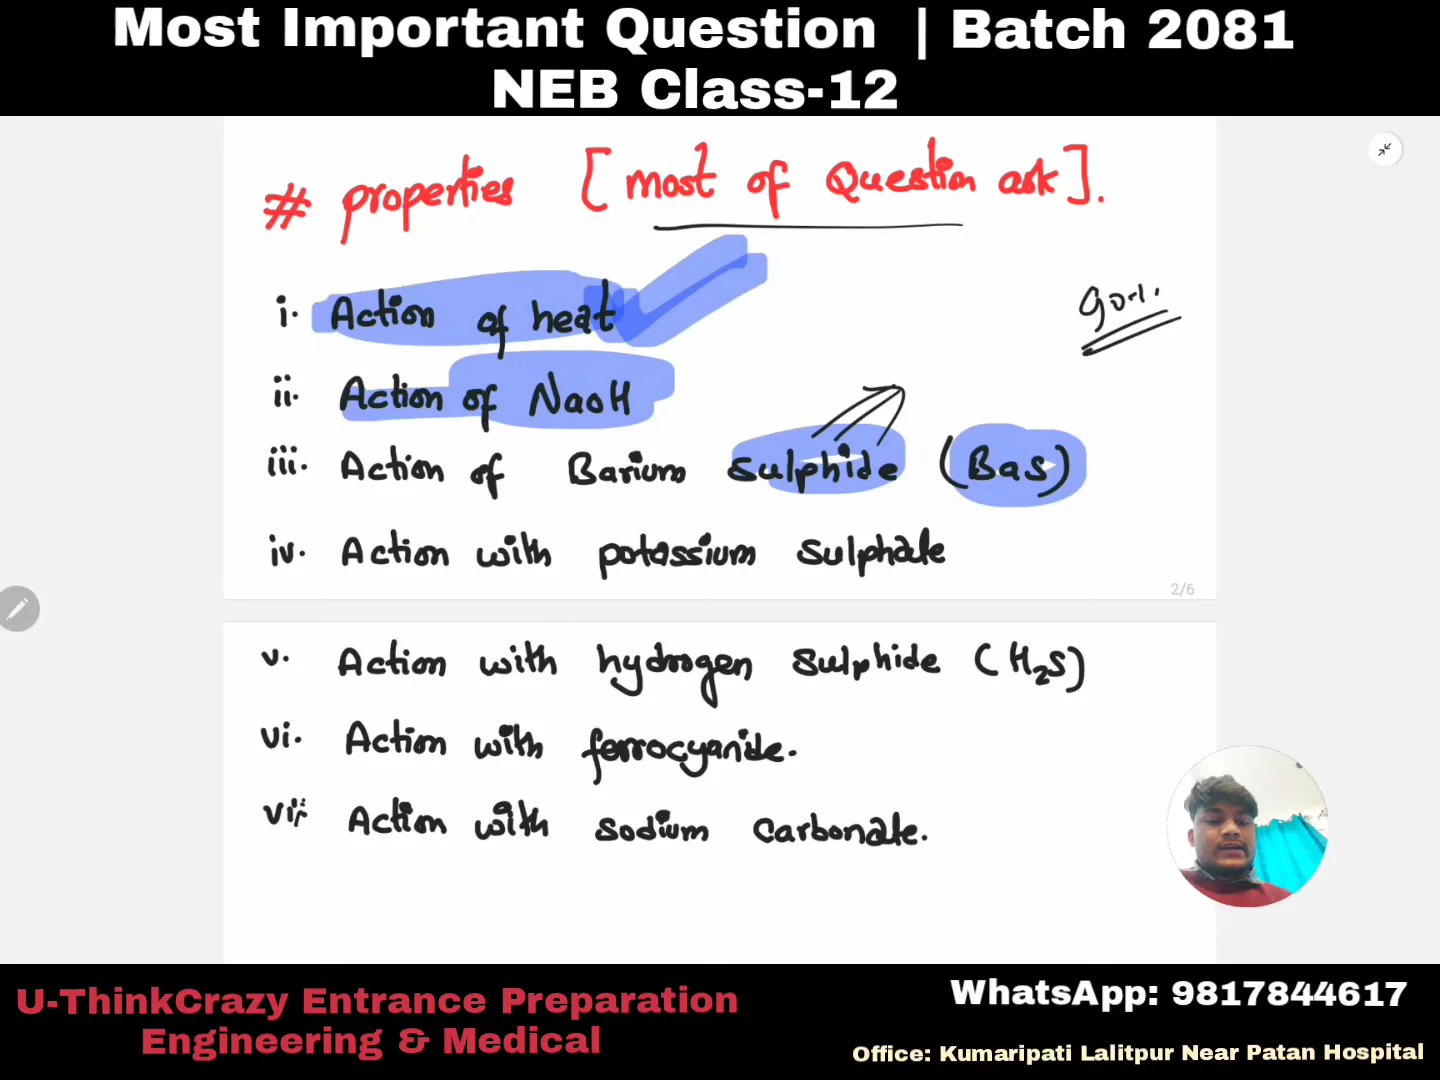 Most Important Question | Batch 2081
NEB Class-12
# properties [most of Question ask].
i. Action of heat
90-1.
ii. Action of NaOH
iii. Action of Barium Sulphide (BaS)
iv. Action with potassium Sulphate
2/6
v. Action with hydrogen Sulphide (H₂S)
vi. Action with ferrocyanide.
vii Action with Sodium Carbonate.
U-ThinkCrazy Entrance Preparation
Engineering & Medical
WhatsApp: 9817844617
Office: Kumaripati Lalitpur Near Patan Hospital